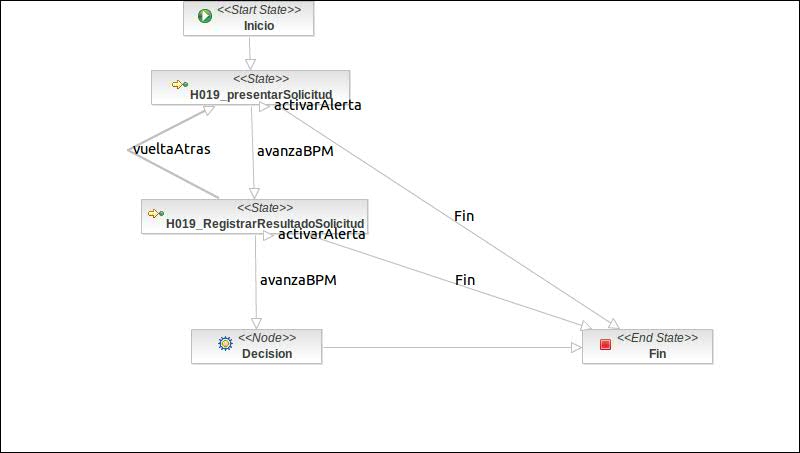 <<Start State>>
Inicio
<<State>>
H019_presentarSolicitud
activarAlerta
vueltaAtras
avanzaBPM
Fin
<<State>>
H019_RegistrarResultadoSolicitud
activarAlerta
avanzaBPM
Fin
<<Node>>
Decision
<<End State>>
Fin